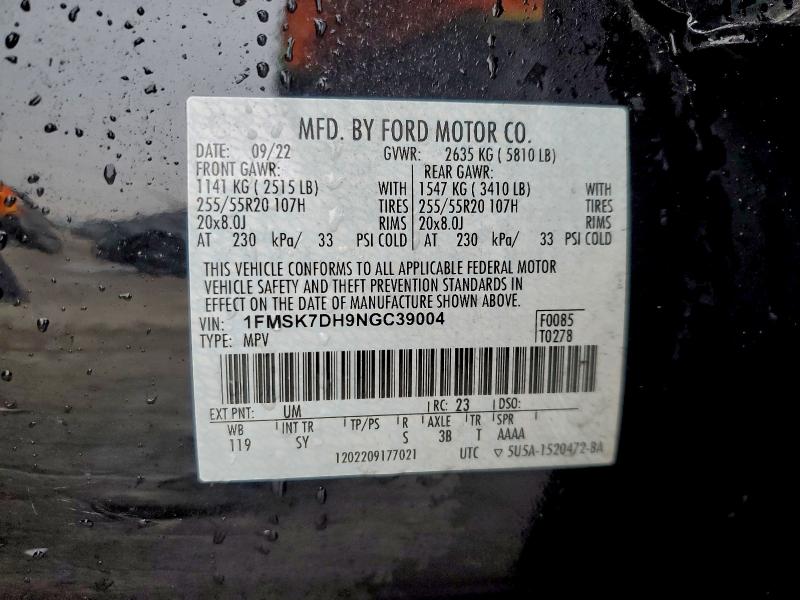 MFD. BY FORD MOTOR CO.
DATE: 09/22 GVWR: 2635 KG ( 5810 LB)
FRONT GAWR: REAR GAWR:
1141 KG ( 2515 LB) WITH 1547 KG ( 3410 LB) WITH
255/55R20 107H TIRES 255/55R20 107H TIRES
20x8.0J RIMS 20x8.0J RIMS
AT 230 kPa/ 33 PSI COLD AT 230 kPa/ 33 PSI COLD
THIS VEHICLE CONFORMS TO ALL APPLICABLE FEDERAL MOTOR
VEHICLE SAFETY AND THEFT PREVENTION STANDARDS IN
EFFECT ON THE DATE OF MANUFACTURE SHOWN ABOVE.
VIN: 1FMSK7DH9NGC39004 F0085
TYPE: MPV T0278
EXT PNT: UM RC: 23 DSO:
WB INT TR TP/PS R AXLE TR SPR
119 SY S 3B T AAAA
1202209177021 UTC ▽ 5U5A-1520472-BA